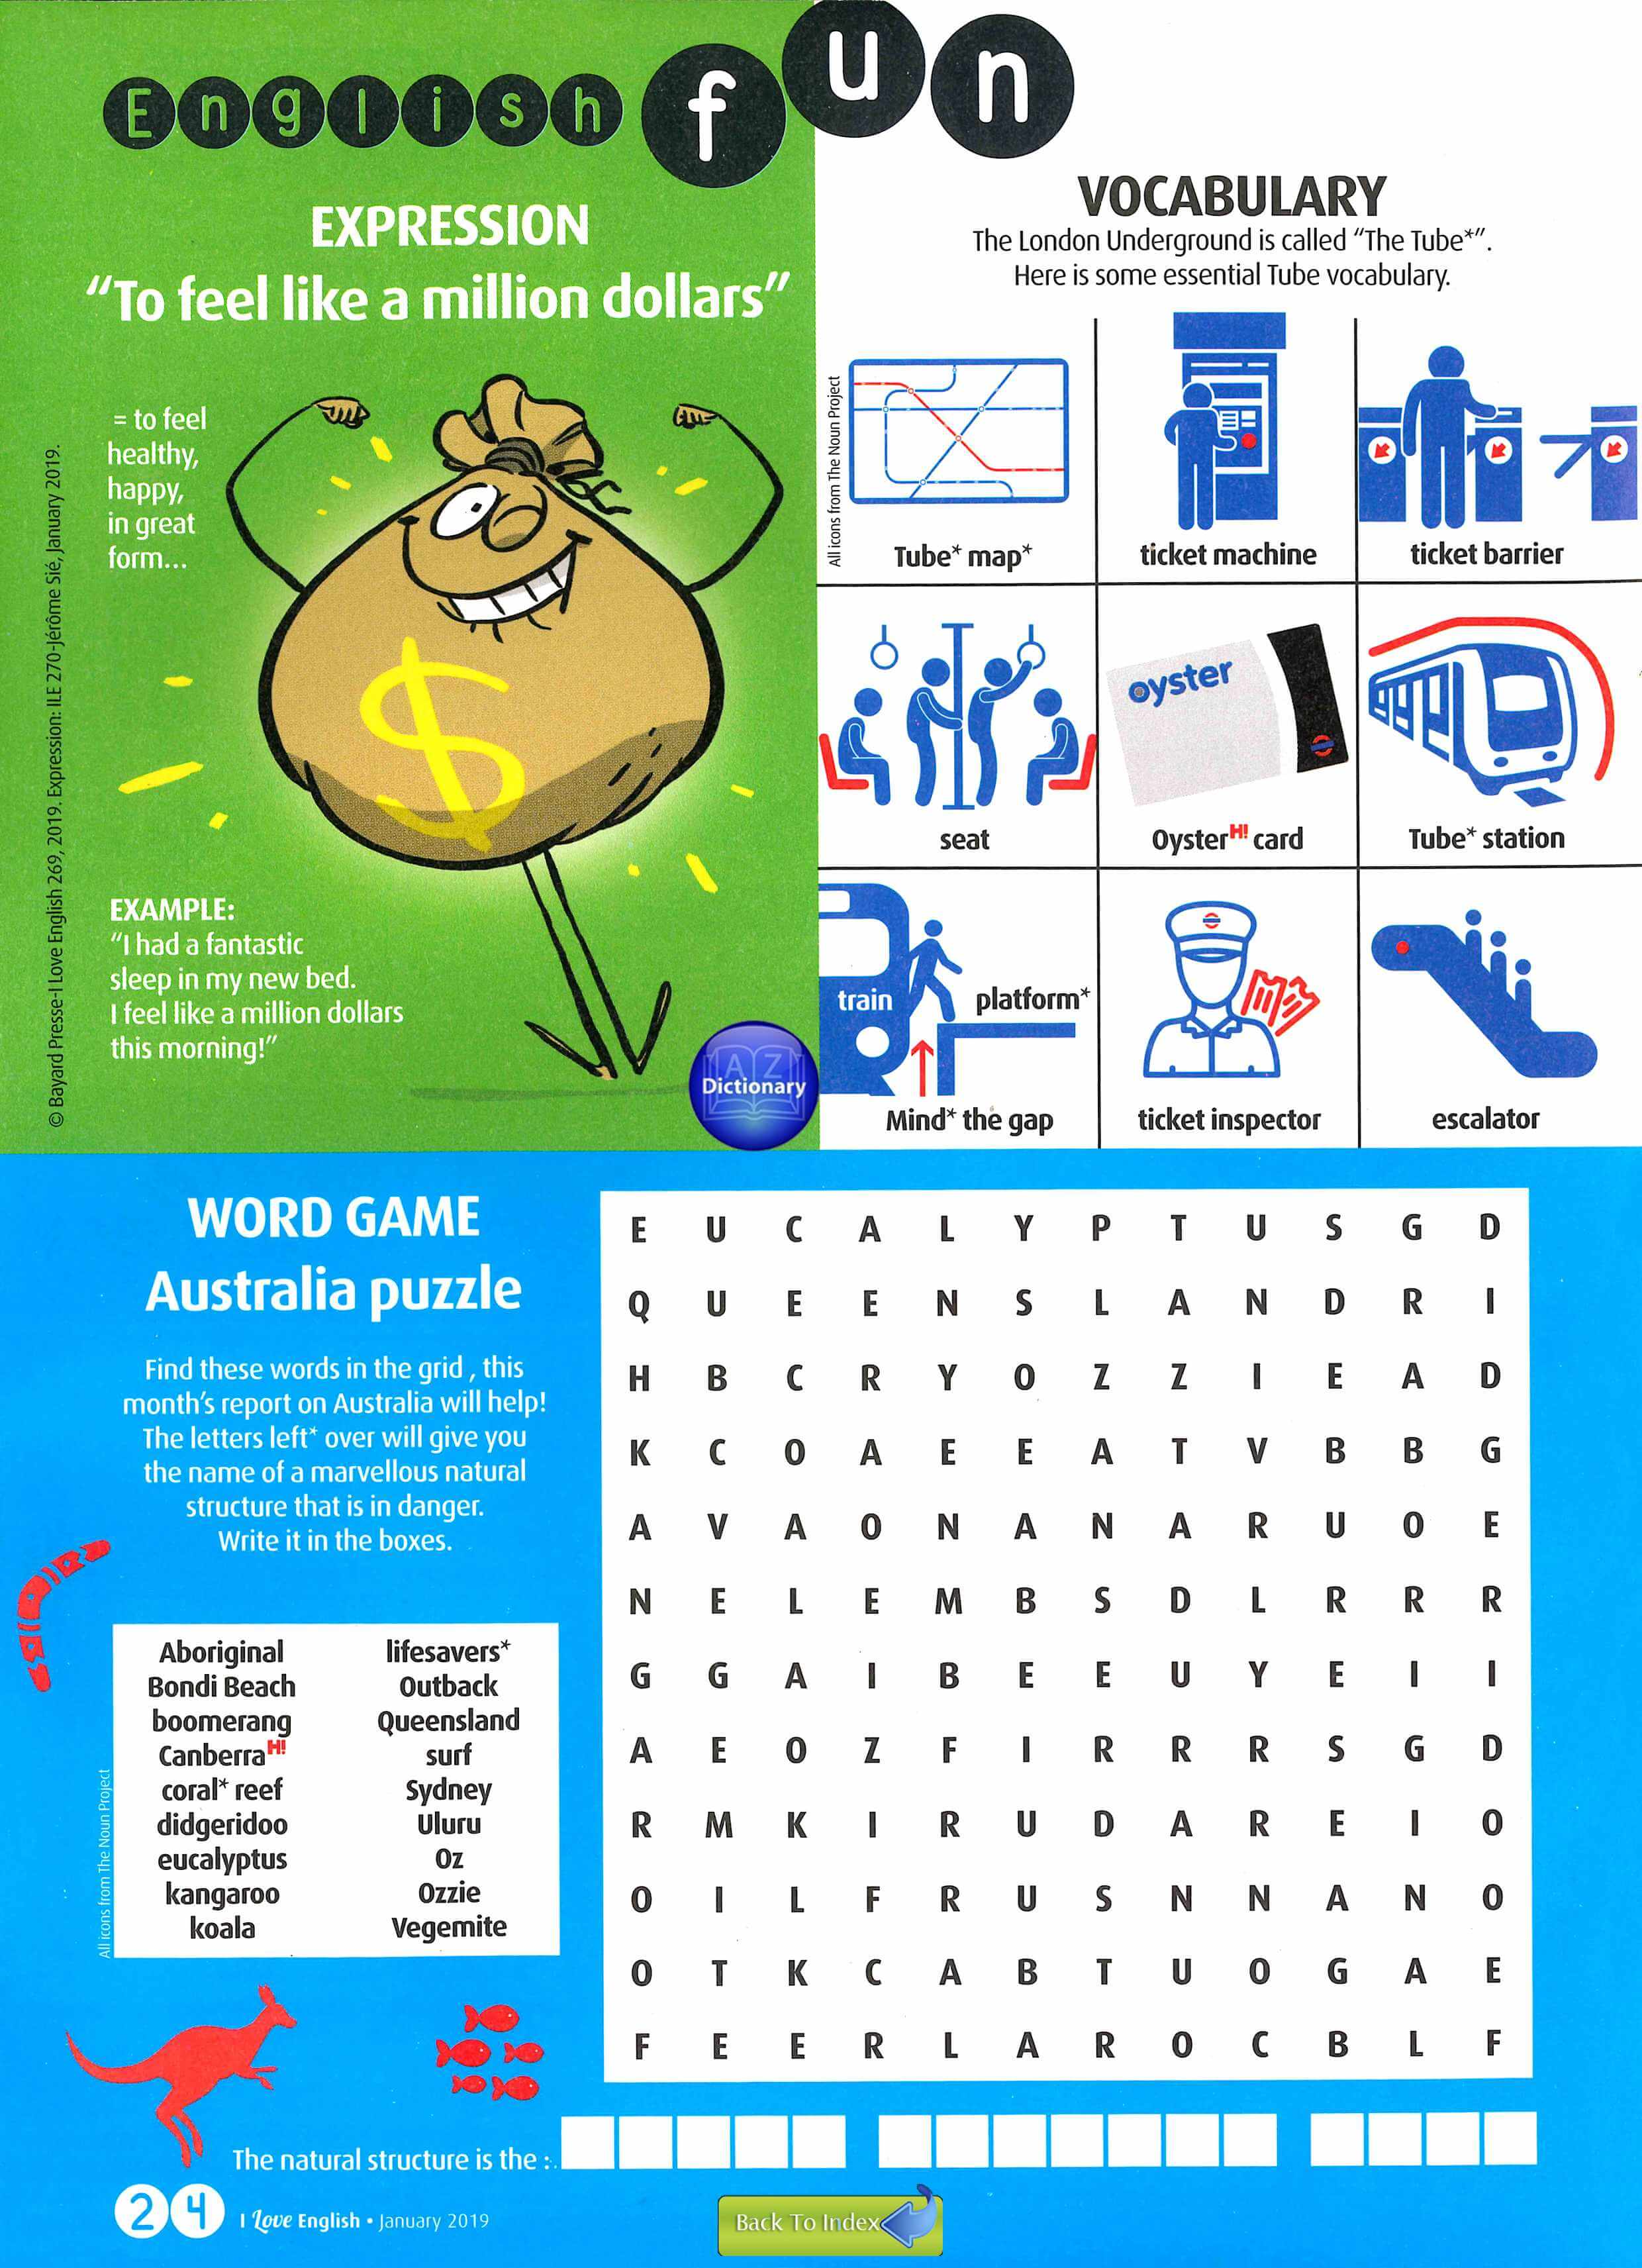 English fun
EXPRESSION
"To feel like a million dollars"
= to feel
healthy,
happy,
in great
form...
EXAMPLE:
"I had a fantastic
sleep in my new bed.
I feel like a million dollars
this morning!"
© Bayard Presse-I Love English 269, 2019. Expression: ILE 270-Jérôme Sié, January 2019.
$
A Z
Dictionary
VOCABULARY
The London Underground is called "The Tube*".
Here is some essential Tube vocabulary.
All icons from The Noun Project
Tube* map*
ticket machine
ticket barrier
seat
oyster
OysterH! card
Tube* station
train
platform*
Mind* the gap
ticket inspector
escalator
WORD GAME
Australia puzzle
Find these words in the grid , this
month's report on Australia will help!
The letters left* over will give you
the name of a marvellous natural
structure that is in danger.
Write it in the boxes.
Aboriginal
Bondi Beach
boomerang
CanberraH!
coral* reef
didgeridoo
eucalyptus
kangaroo
koala
lifesavers*
Outback
Queensland
surf
Sydney
Uluru
Oz
Ozzie
Vegemite
All icons from The Noun Project
E U C A L Y P T U S G D
Q U E E N S L A N D R I
H B C R Y O Z Z I E A D
K C O A E E A T V B B G
A V A O N A N A R U O E
N E L E M B S D L R R R
G G A I B E E U Y E I I
A E O Z F I R R R S G D
R M K I R U D A R E I O
O I L F R U S N N A N O
O T K C A B T U O G A E
F E E R L A R O C B L F
The natural structure is the :
24 I Love English • January 2019
Back To Index